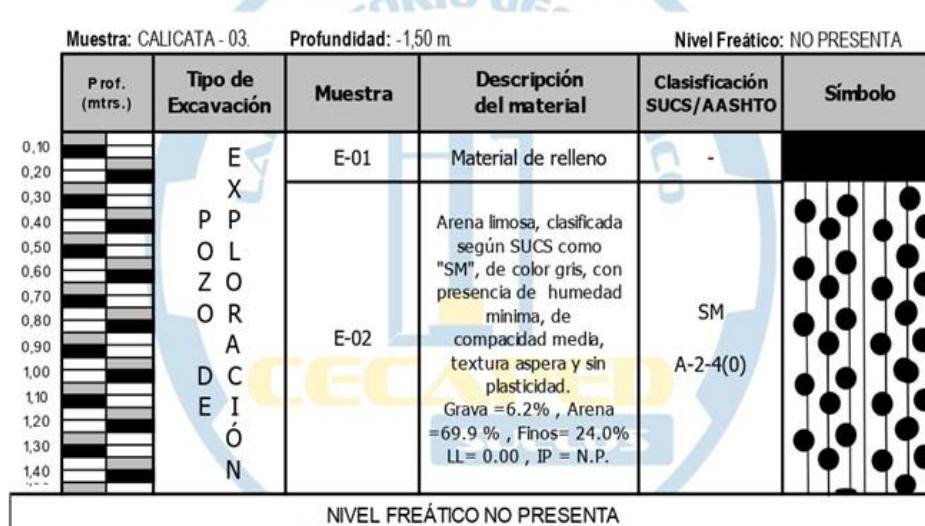 Muestra: CALICATA - 03. Profundidad: -1,50 m. Nivel Freático: NO PRESENTA
Prof. (mtrs.)
Tipo de Excavación
Muestra
Descripción del material
Clasisficación SUCS/AASHTO
Símbolo
0,10
0,20
0,30
0,40
0,50
0,60
0,70
0,80
0,90
1,00
1,10
1,20
1,30
1,40
POZO DE
EXPLORACIÓN
E-01
Material de relleno
-
E-02
Arena limosa, clasificada
según SUCS como
"SM", de color gris, con
presencia de humedad
minima, de
compacidad media,
textura aspera y sin
plasticidad.
Grava =6.2% , Arena
=69.9 % , Finos= 24.0%
LL= 0.00 , IP = N.P.
SM
A-2-4(0)
NIVEL FREÁTICO NO PRESENTA